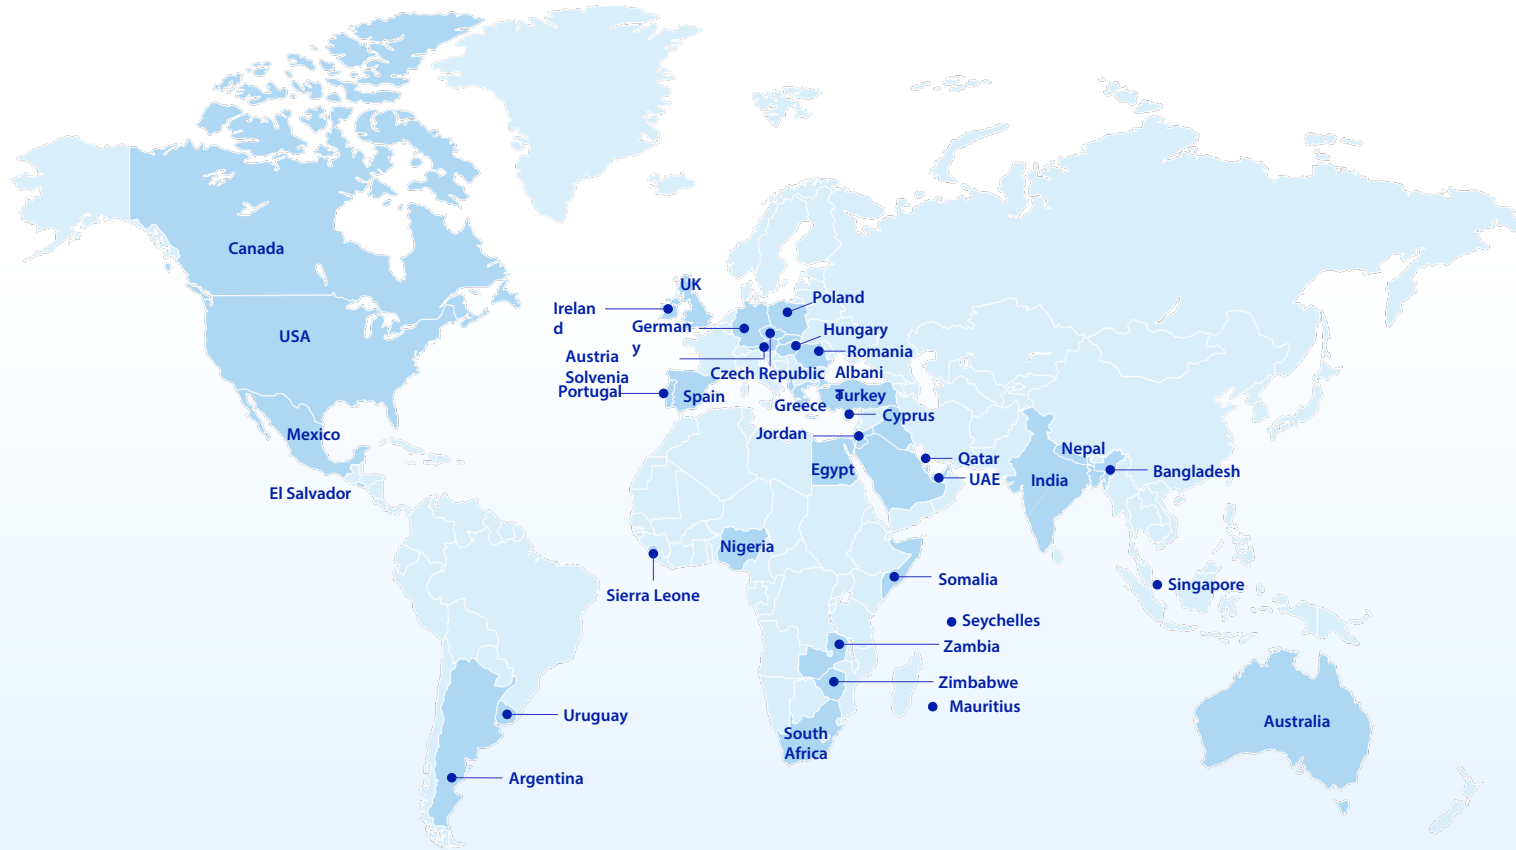 Canada
USA
Mexico
El Salvador
UK
Irelan
d
German
y
Austria
Solvenia
Portugal
Spain
Poland
Hungary
Romania
Czech Republic
Albani
Greece
Turkey
Cyprus
Jordan
Egypt
Qatar
UAE
Nepal
India
Bangladesh
Nigeria
Sierra Leone
Somalia
Singapore
Seychelles
Zambia
Zimbabwe
Mauritius
South
Africa
Uruguay
Argentina
Australia